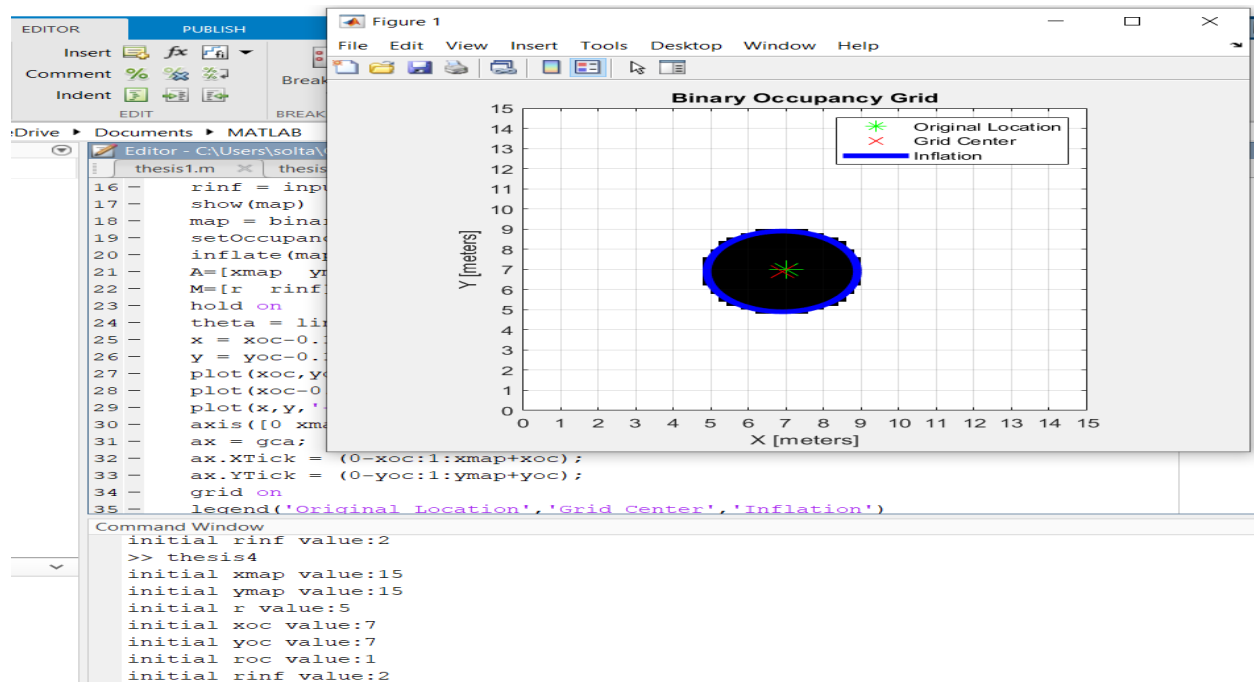 EDITOR PUBLISH
Insert fx fi
Comment %
Indent
EDIT BREAK
Break
Drive Documents MATLAB
Editor - C:\Users\solta\
thesis1.m thesis
16 - rinf = inpu
17 - show(map)
18 - map = bina
19 - setOccupan
20 - inflate(ma
21 - A=[xmap ym
22 - M=[r rinf
23 - hold on
24 - theta = li
25 - x = xoc-0.
26 - y = yoc-0.
27 - plot(xoc,y
28 - plot(xoc-0
29 - plot(x,y,'
30 - axis([0 xma
31 - ax = gca;
32 - ax.XTick = (0-xoc:1:xmap+xoc);
33 - ax.YTick = (0-yoc:1:ymap+yoc);
34 - grid on
35 - legend('Original Location','Grid Center','Inflation')
Figure 1
File Edit View Insert Tools Desktop Window Help
Binary Occupancy Grid
Original Location
Grid Center
Inflation
15
14
13
12
11
10
9
8
7
6
5
4
3
2
1
0
Y [meters]
0 1 2 3 4 5 6 7 8 9 10 11 12 13 14 15
X [meters]
Command Window
initial rinf value:2
>> thesis4
initial xmap value:15
initial ymap value:15
initial r value:5
initial xoc value:7
initial yoc value:7
initial roc value:1
initial rinf value:2